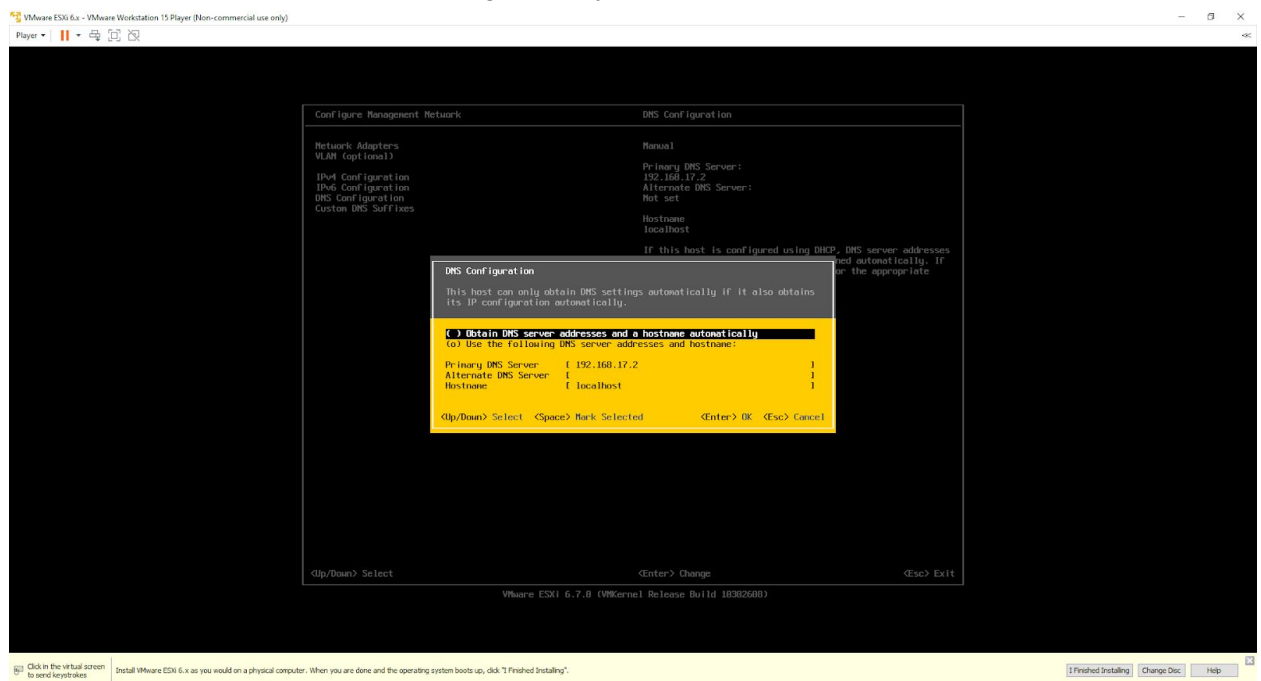 VMware ESXi 6.x - VMware Workstation 15 Player (Non-commercial use only)
Player
Configure Management Network
DNS Configuration
Network Adapters
VLAN (optional)
IPv4 Configuration
IPv6 Configuration
DNS Configuration
Custom DNS Suffixes
Manual
Primary DNS Server:
192.168.17.2
Alternate DNS Server:
Not set
Hostname
localhost
If this host is configured using DHCP, DNS server addresses
ned automatically. If
or the appropriate
DNS Configuration
This host can only obtain DNS settings automatically if it also obtains
its IP configuration automatically.
( ) Obtain DNS server addresses and a hostname automatically
(o) Use the following DNS server addresses and hostname:
Primary DNS Server [ 192.168.17.2 ]
Alternate DNS Server [ ]
Hostname [ localhost ]
<Up/Down> Select <Space> Mark Selected <Enter> OK <Esc> Cancel
<Up/Down> Select <Enter> Change <Esc> Exit
VMware ESXi 6.7.0 (VMKernel Release Build 10302608)
Click in the virtual screen
to send keystrokes
Install VMware ESXi 6.x as you would on a physical computer. When you are done and the operating system boots up, click "I Finished Installing".
I Finished Installing
Change Disc
Help